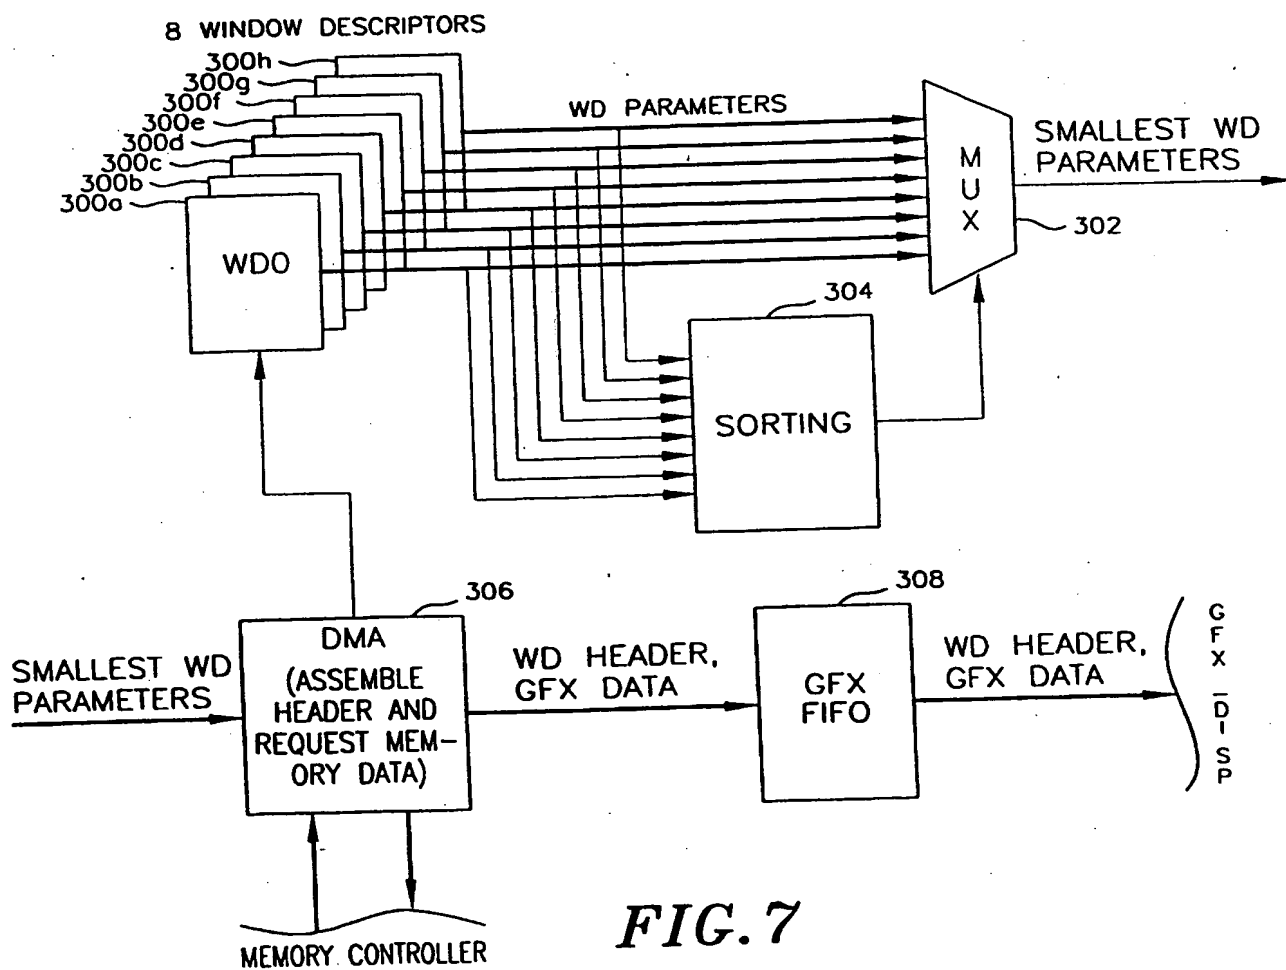 8 WINDOW DESCRIPTORS
300h
300g
300f
300e
300d
300c
300b
300a
WD0
WD PARAMETERS
MUX
SMALLEST WD
PARAMETERS
302
304
SORTING
306
DMA
(ASSEMBLE
HEADER AND
REQUEST MEM-
ORY DATA)
SMALLEST WD
PARAMETERS
WD HEADER,
GFX DATA
308
GFX
FIFO
WD HEADER,
GFX DATA
GFX_DISP
MEMORY CONTROLLER
FIG. 7